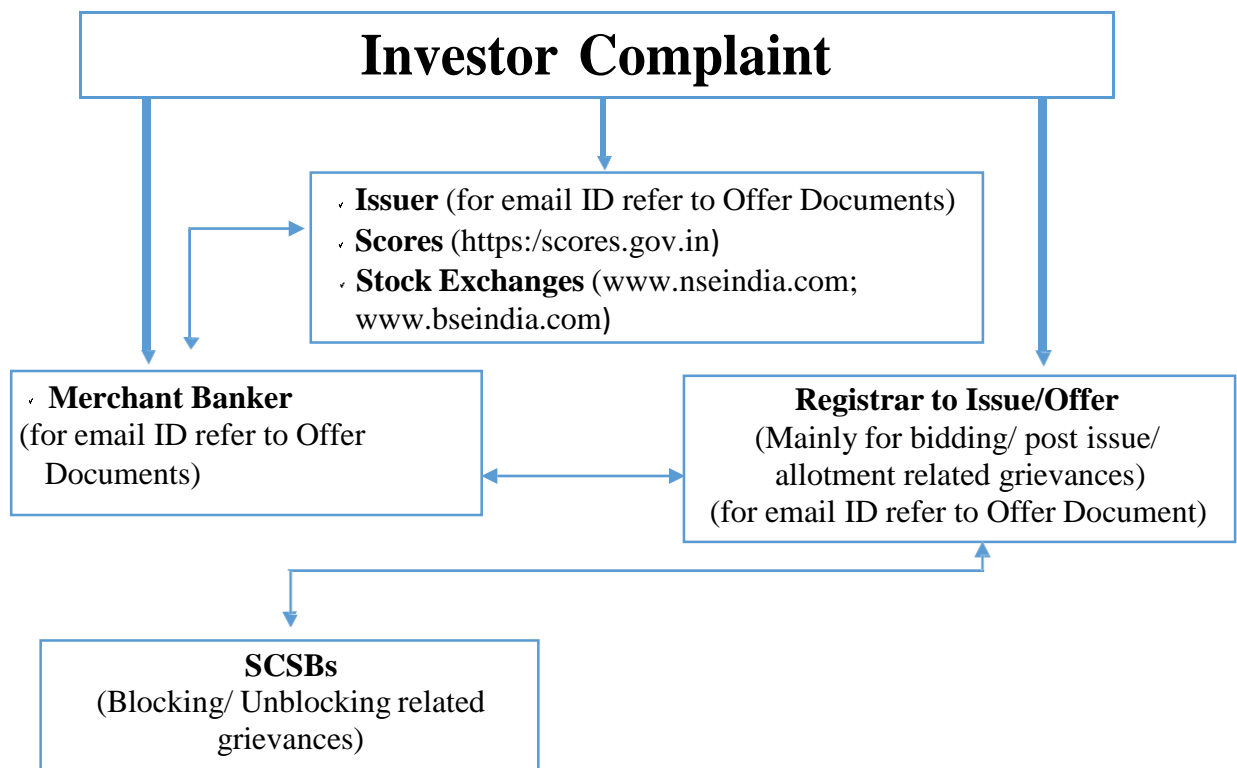 Investor Complaint
✓ Issuer (for email ID refer to Offer Documents)
✓ Scores (https:/scores.gov.in)
✓ Stock Exchanges (www.nseindia.com;
www.bseindia.com)
✓ Merchant Banker
(for email ID refer to Offer
Documents)
Registrar to Issue/Offer
(Mainly for bidding/ post issue/
allotment related grievances)
(for email ID refer to Offer Document)
SCSBs
(Blocking/ Unblocking related
grievances)